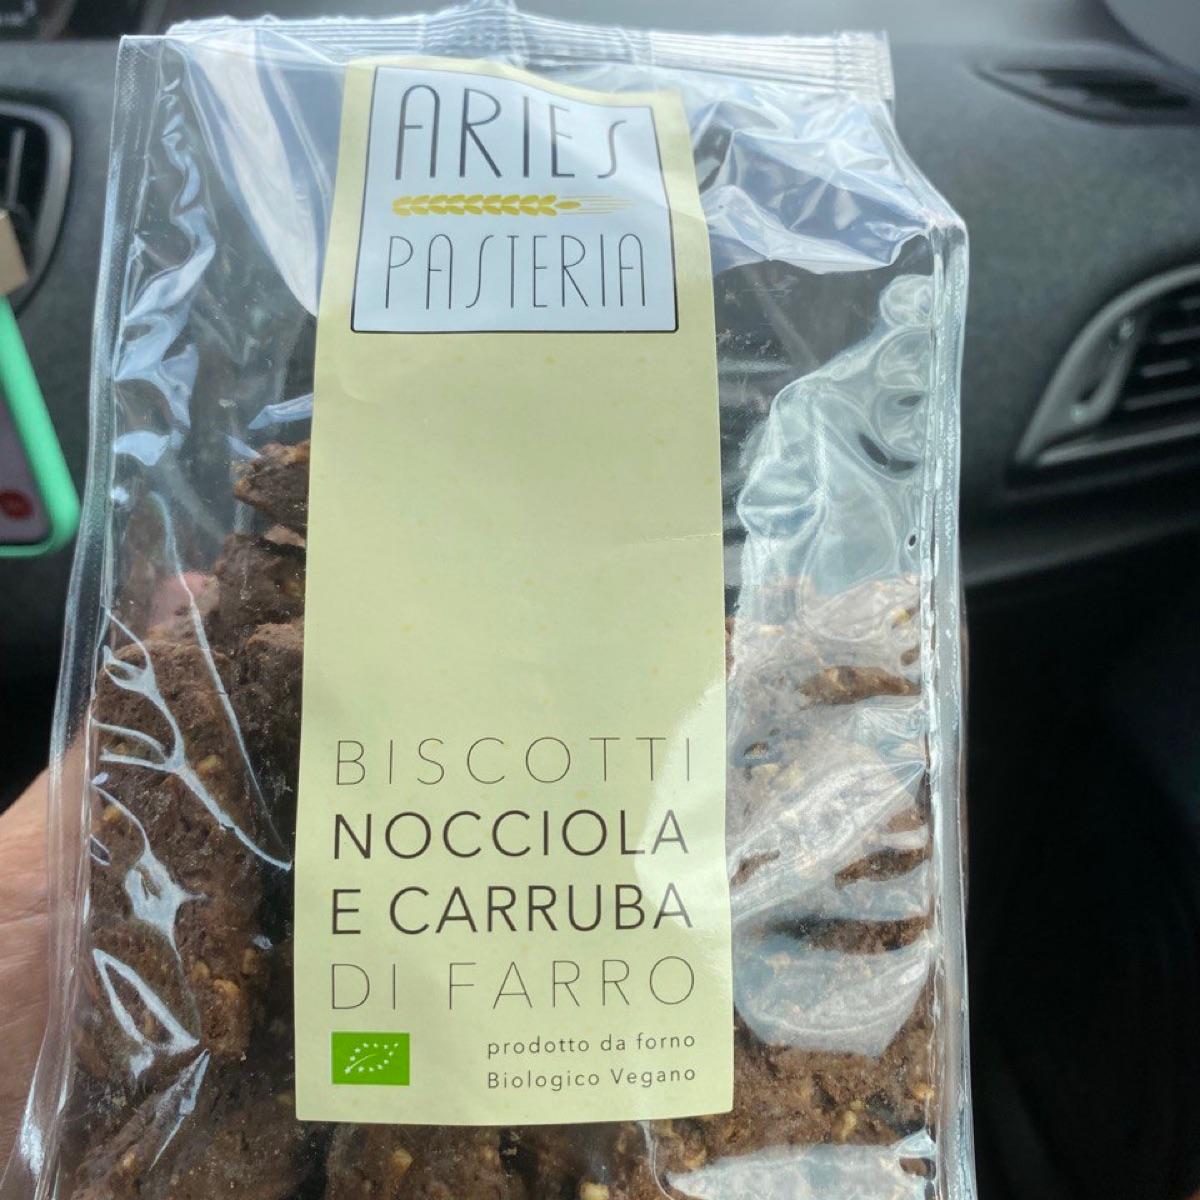 ARIES
PASTERIA
BISCOTTI
NOCCIOLA
E CARRUBA
DI FARRO
prodotto da forno
Biologico Vegano